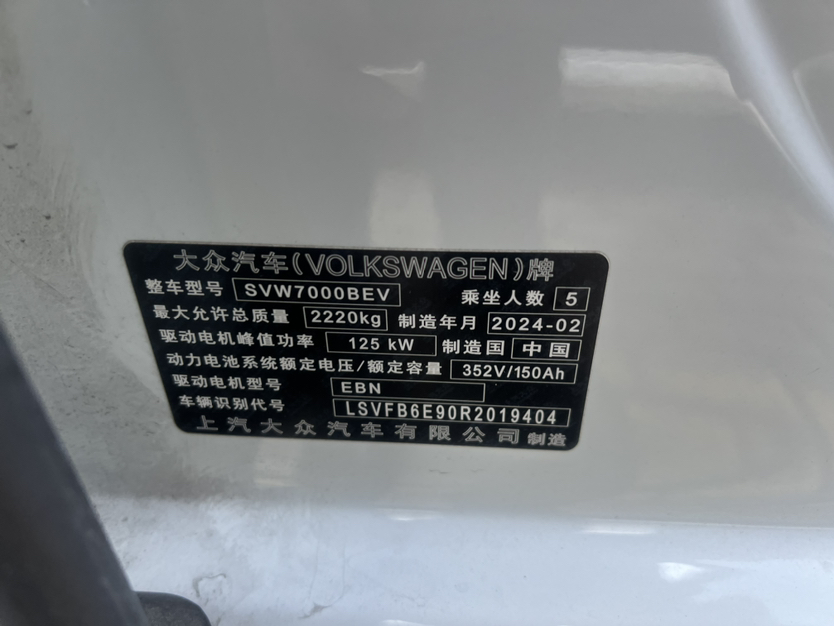 大众汽车(VOLKSWAGEN)牌
整车型号 SVW7000BEV 乘坐人数 5
最大允许总质量 2220kg 制造年月 2024-02
驱动电机峰值功率 125 kW 制造国 中国
动力电池系统额定电压/额定容量 352V/150Ah
驱动电机型号 EBN
车辆识别代号 LSVFB6E90R2019404
上汽大众汽车有限公司 制造